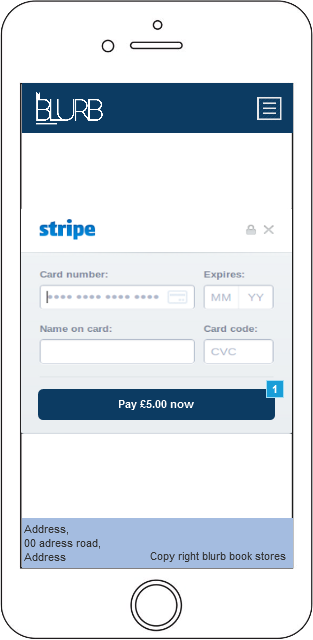 BLURB
stripe
Card number: Expires:
•••• •••• •••• •••• MM YY
Name on card: Card code:
CVC
1
Pay £5.00 now
Address,
00 adress road,
Address Copy right blurb book stores